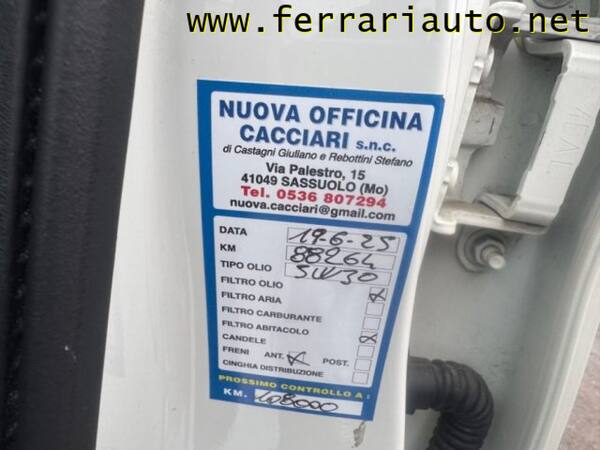 www.ferrariauto.net
NUOVA OFFICINA
CACCIARI s.n.c.
di Castagni Giuliano e Rebottini Stefano
Via Palestro, 15
41049 SASSUOLO (Mo)
Tel. 0536 807294
nuova.cacciari@gmail.com
DATA 19-6-25
KM 88264
TIPO OLIO 5W30
FILTRO OLIO
FILTRO ARIA
FILTRO CARBURANTE
FILTRO ABITACOLO
CANDELE
FRENI ANT. POST.
CINGHIA DISTRIBUZIONE
PROSSIMO CONTROLLO A :
KM. 108000